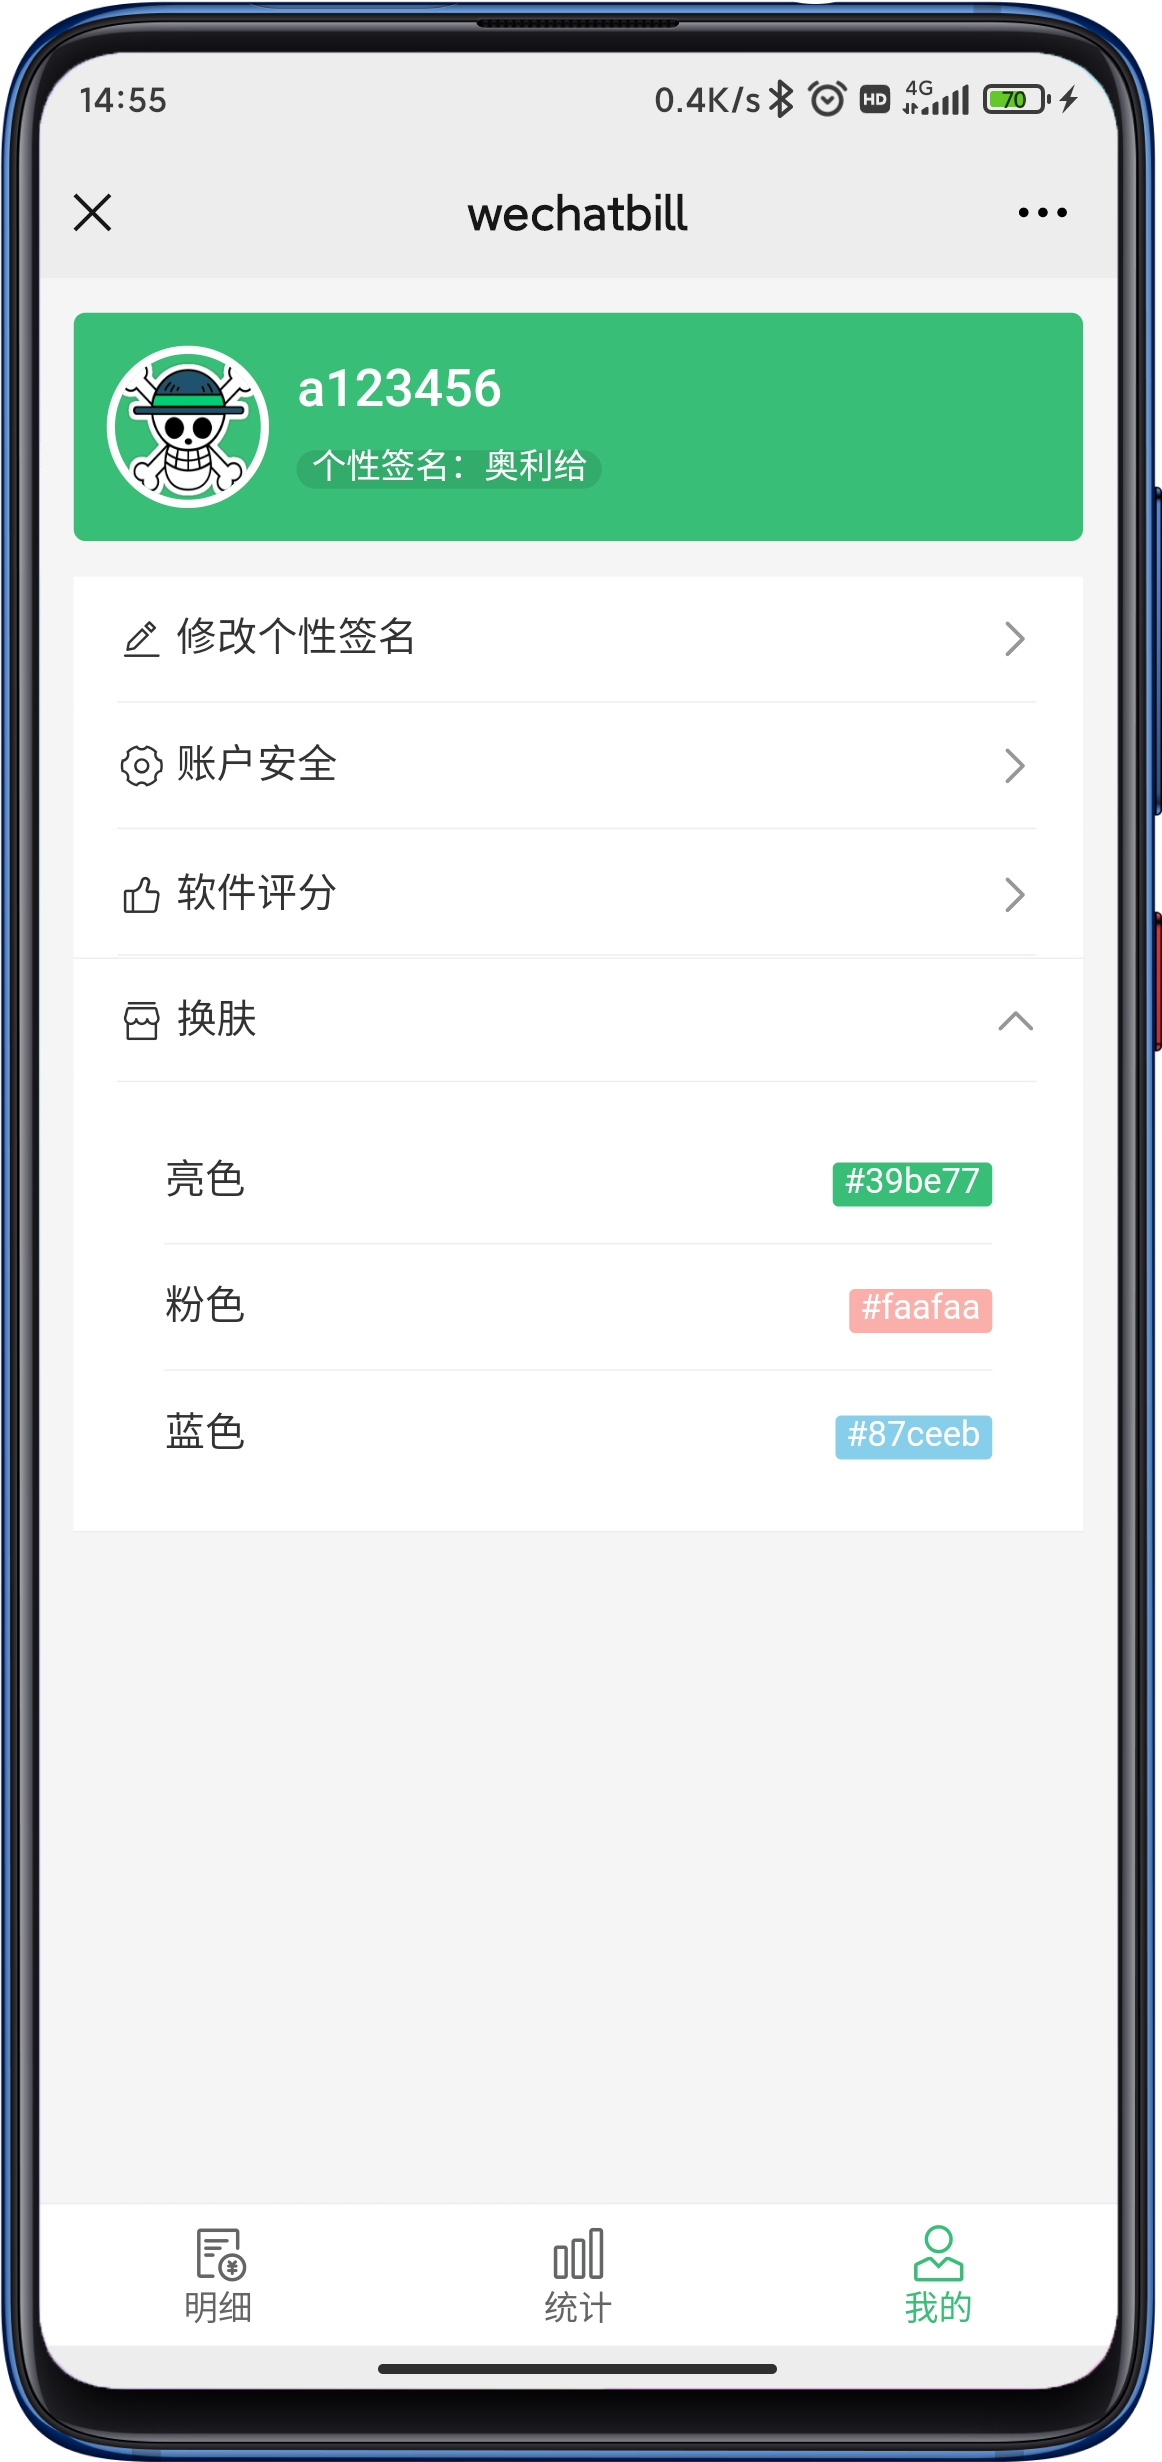 14:55
0.4K/s HD 4G 70
wechatbill
a123456
个性签名：奥利给
修改个性签名
账户安全
软件评分
换肤
亮色 #39be77
粉色 #faafaa
蓝色 #87ceeb
明细 统计 我的